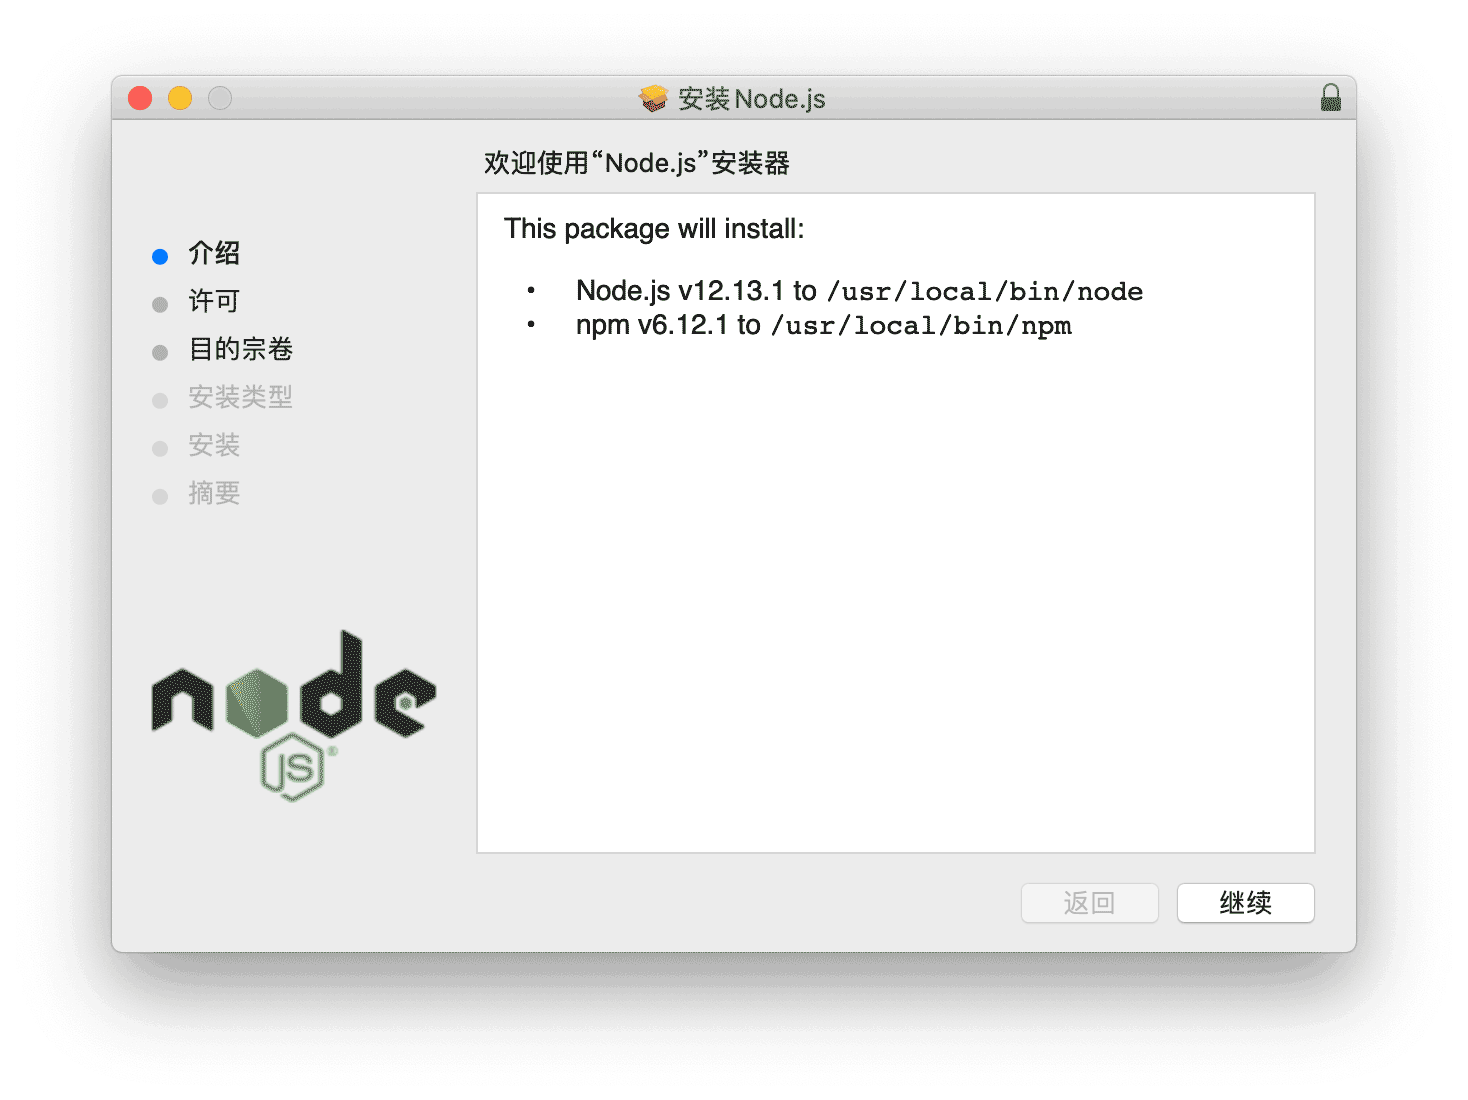 安装Node.js
欢迎使用“Node.js”安装器
介绍
许可
目的宗卷
安装类型
安装
摘要
This package will install:
• Node.js v12.13.1 to /usr/local/bin/node
• npm v6.12.1 to /usr/local/bin/npm
node
JS®
返回
继续